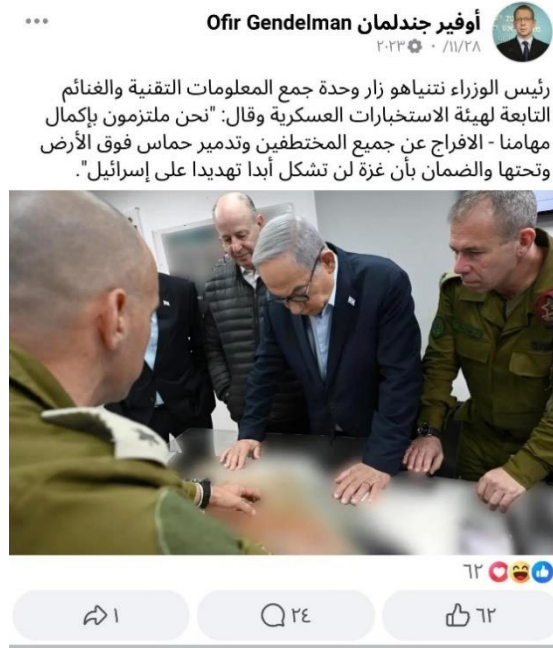 أوفير جندلمان Ofir Gendelman
٢٠٢٣/١١/٢٨ ·
رئيس الوزراء نتنياهو زار وحدة جمع المعلومات التقنية والغنائم
التابعة لهيئة الاستخبارات العسكرية وقال: "نحن ملتزمون بإكمال
مهامنا - الافراج عن جميع المختطفين وتدمير حماس فوق الأرض
وتحتها والضمان بأن غزة لن تشكل أبدا تهديدا على إسرائيل".
٦٢
٦٢
٢٤
١